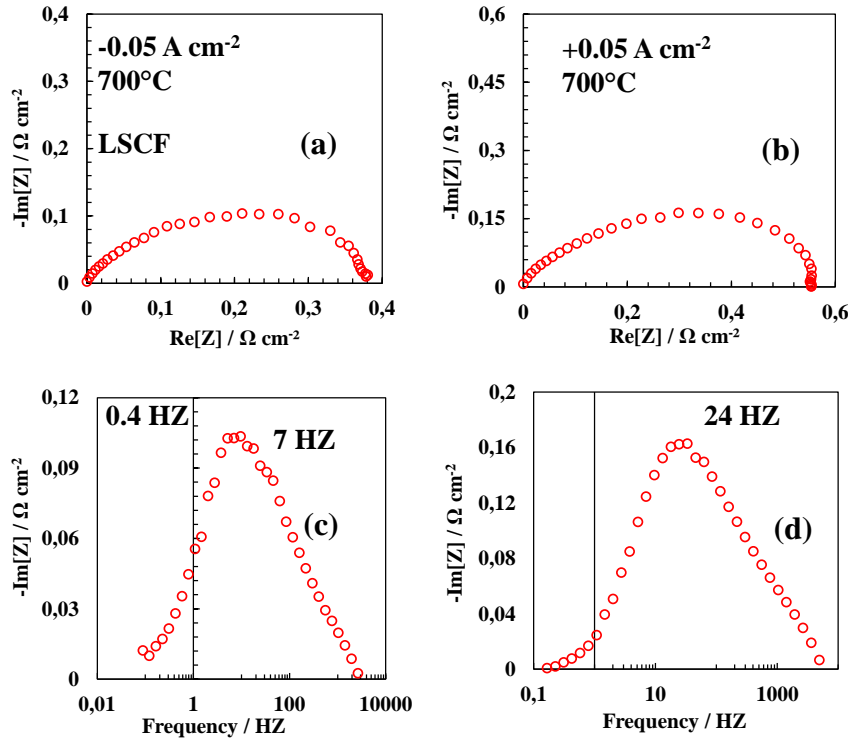 -0.05 A cm⁻²
700°C
LSCF
(a)
-Im[Z] / Ω cm⁻²
0,4
0,3
0,2
0,1
0
0
0,1
0,2
0,3
0,4
Re[Z] / Ω cm⁻²
+0.05 A cm⁻²
700°C
(b)
-Im[Z] / Ω cm⁻²
0,6
0,45
0,3
0,15
0
0
0,2
0,4
0,6
Re[Z] / Ω cm⁻²
0.4 HZ
7 HZ
(c)
-Im[Z] / Ω cm⁻²
0,12
0,09
0,06
0,03
0
0,01
1
100
10000
Frequency / HZ
24 HZ
(d)
-Im[Z] / Ω cm⁻²
0,2
0,16
0,12
0,08
0,04
0
0,1
10
1000
Frequency / HZ